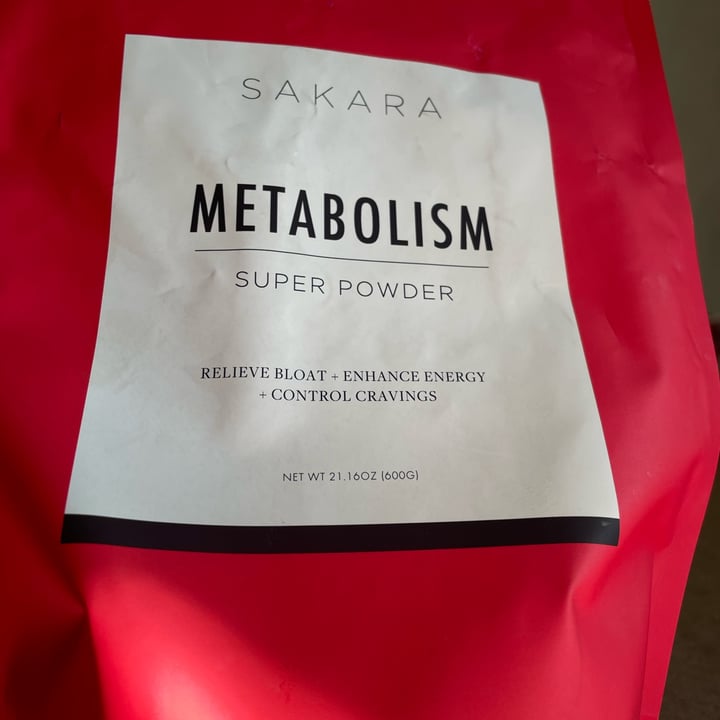 SAKARA
METABOLISM
SUPER POWDER
RELIEVE BLOAT + ENHANCE ENERGY
+ CONTROL CRAVINGS
NET WT 21.16OZ (600G)